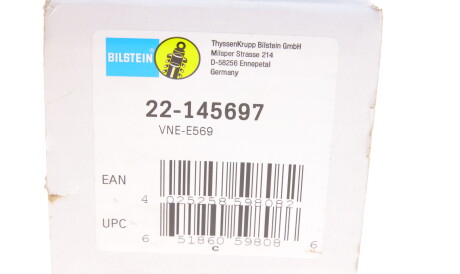 BILSTEIN
ThyssenKrupp Bilstein GmbH
Milsper Strasse 214
D-58256 Ennepetal
Germany
22-145697
VNE-E569
EAN
4 025258 598082
UPC
6 51860 59808 6
C